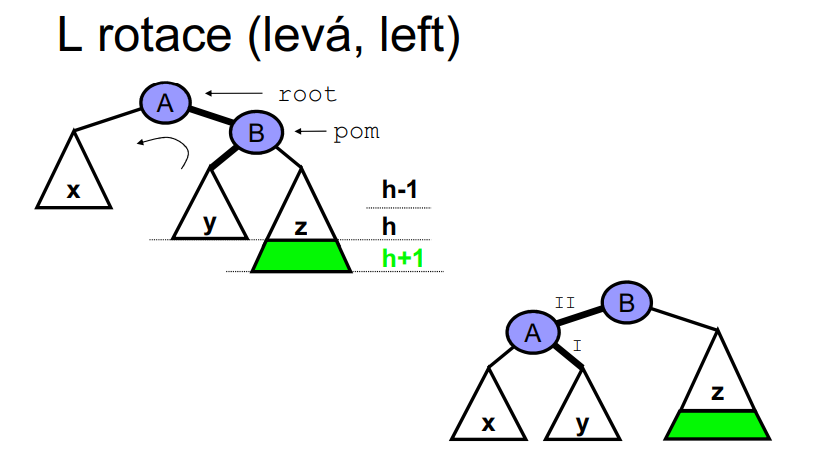 L rotace (levá, left)
A
root
B
pom
x
y
z
h-1
h
h+1
II
B
A
I
x
y
z